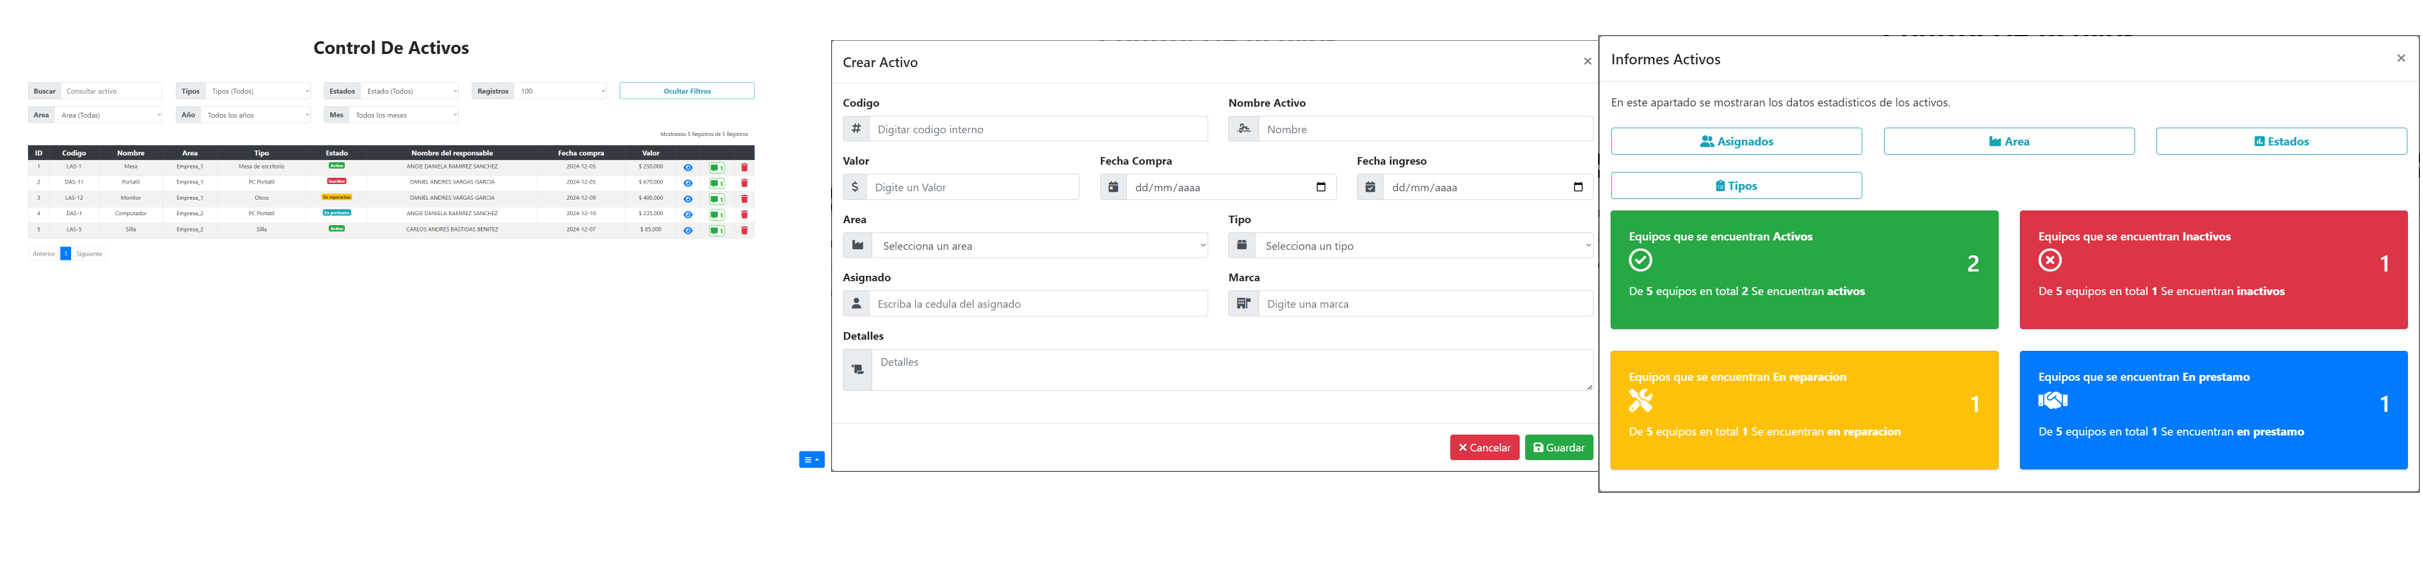 Control De Activos
Buscar Consultar activo Tipos Tipos (Todos) Estados Estado (Todos) Registros 100 Ocultar Filtros
Area Area (Todas) Año Todos los años Mes Todos los meses
Mostrando 5 Registros de 5 Registros
ID Codigo Nombre Area Tipo Estado Nombre del responsable Fecha compra Valor
1 LAS-1 Mesa Empresa_1 Mesa de escritorio Activo ANGIE DANIELA RAMIREZ SANCHEZ 2024-12-05 $ 250,000 1
2 DAS-11 Portatil Empresa_1 PC Portatil Inactivo DANIEL ANDRES VARGAS GARCIA 2024-12-05 $ 670,000 1
3 LAS-12 Monitor Empresa_1 Otros En reparacion DANIEL ANDRES VARGAS GARCIA 2024-12-09 $ 400,000 1
4 DAS-1 Computador Empresa_2 PC Portatil En prestamo ANGIE DANIELA RAMIREZ SANCHEZ 2024-12-10 $ 235,000 1
5 LAS-5 Silla Empresa_2 Silla Activo CARLOS ANDRES BASTIDAS BENITEZ 2024-12-07 $ 85,000 1
Anterior 1 Siguiente
Crear Activo
Codigo Nombre Activo
Digitar codigo interno Nombre
Valor Fecha Compra Fecha ingreso
$ Digite un Valor dd/mm/aaaa dd/mm/aaaa
Area Tipo
Selecciona un area Selecciona un tipo
Asignado Marca
Escriba la cedula del asignado Digite una marca
Detalles
Detalles
Cancelar Guardar
Informes Activos
En este apartado se mostraran los datos estadisticos de los activos.
Asignados Area Estados
Tipos
Equipos que se encuentran Activos
2
De 5 equipos en total 2 Se encuentran activos
Equipos que se encuentran Inactivos
1
De 5 equipos en total 1 Se encuentran inactivos
Equipos que se encuentran En reparacion
1
De 5 equipos en total 1 Se encuentran en reparacion
Equipos que se encuentran En prestamo
1
De 5 equipos en total 1 Se encuentran en prestamo